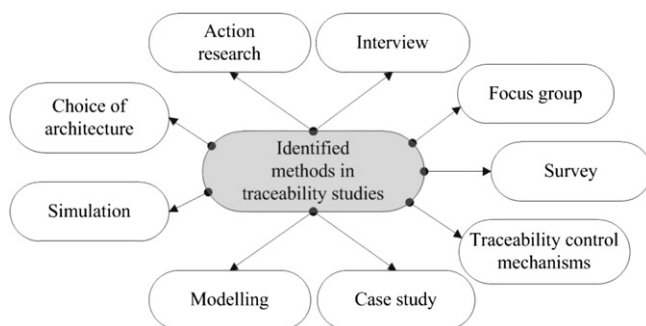 Action
research
Interview
Choice of
architecture
Focus group
Identified
methods in
traceability studies
Survey
Simulation
Traceability control
mechanisms
Modelling
Case study